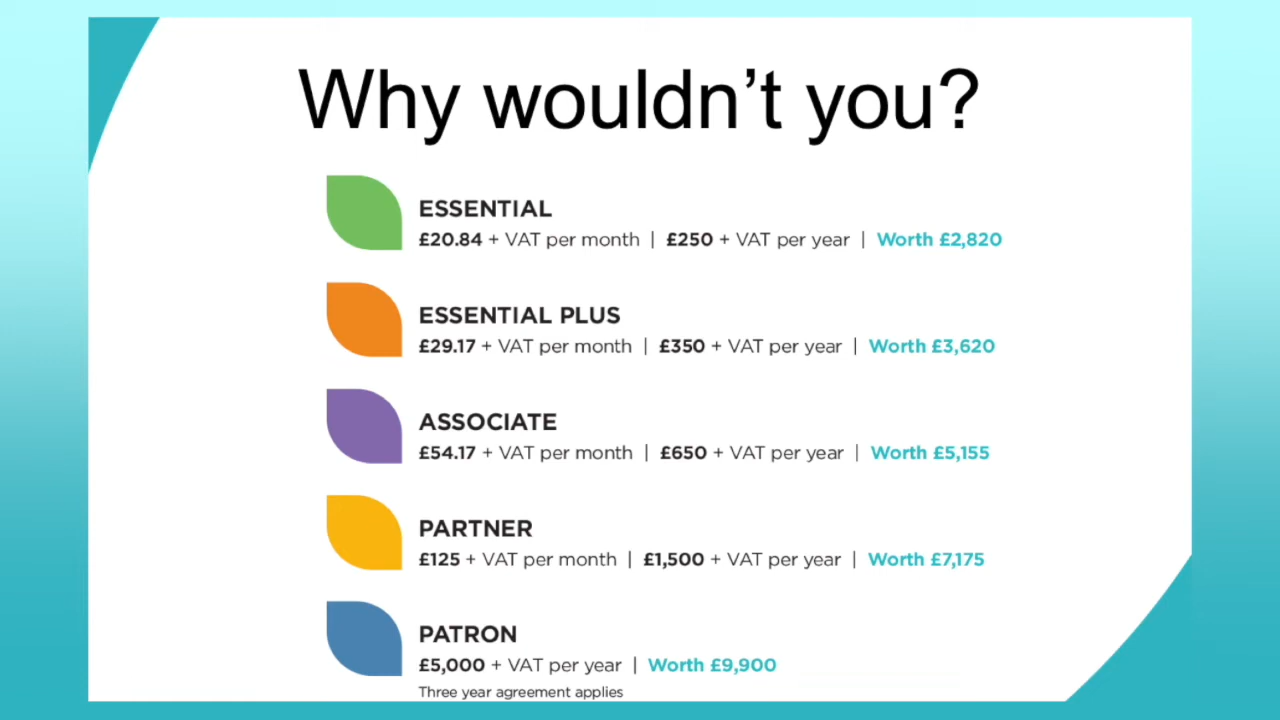 Why wouldn’t you?
ESSENTIAL
£20.84 + VAT per month | £250 + VAT per year | Worth £2,820
ESSENTIAL PLUS
£29.17 + VAT per month | £350 + VAT per year | Worth £3,620
ASSOCIATE
£54.17 + VAT per month | £650 + VAT per year | Worth £5,155
PARTNER
£125 + VAT per month | £1,500 + VAT per year | Worth £7,175
PATRON
£5,000 + VAT per year | Worth £9,900
Three year agreement applies